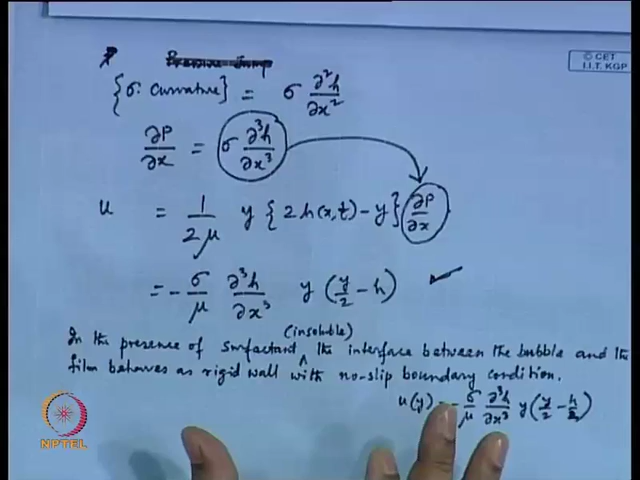 © CET
I.I.T. KGP
{σ. Curvature} = σ ∂²h/∂x²
∂P/∂x = σ ∂³h/∂x³
u = 1/2μ y {2h(x,t) - y} ∂P/∂x
= - σ/μ ∂³h/∂x³ y (y/2 - h) ✓
(insoluble)
In the presence of surfactant ^ the interface between the bubble and the
film behaves as rigid wall with no-slip boundary condition.
u(y) = - σ/μ ∂³h/∂x³ y (y/2 - h/2)
NPTEL